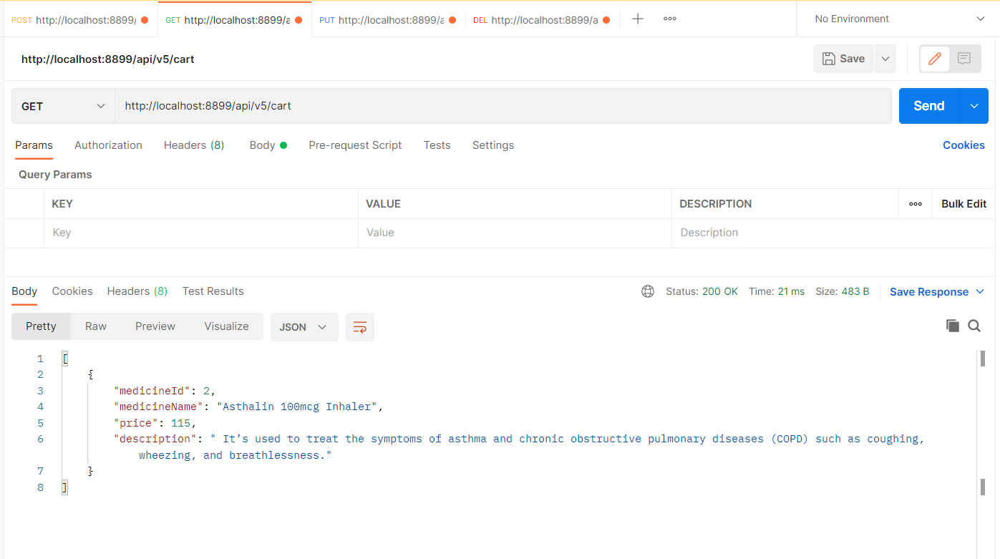 POST http://localhost:8899/ GET http://localhost:8899/a PUT http://localhost:8899/a DEL http://localhost:8899/a No Environment
http://localhost:8899/api/v5/cart Save
GET http://localhost:8899/api/v5/cart Send
Params Authorization Headers (8) Body Pre-request Script Tests Settings Cookies
Query Params
KEY VALUE DESCRIPTION Bulk Edit
Key Value Description
Body Cookies Headers (8) Test Results Status: 200 OK Time: 21 ms Size: 483 B Save Response
Pretty Raw Preview Visualize JSON
1 [
2 {
3 "medicineId": 2,
4 "medicineName": "Asthalin 100mcg Inhaler",
5 "price": 115,
6 "description": " It’s used to treat the symptoms of asthma and chronic obstructive pulmonary diseases (COPD) such as coughing,
wheezing, and breathlessness."
7 }
8 ]